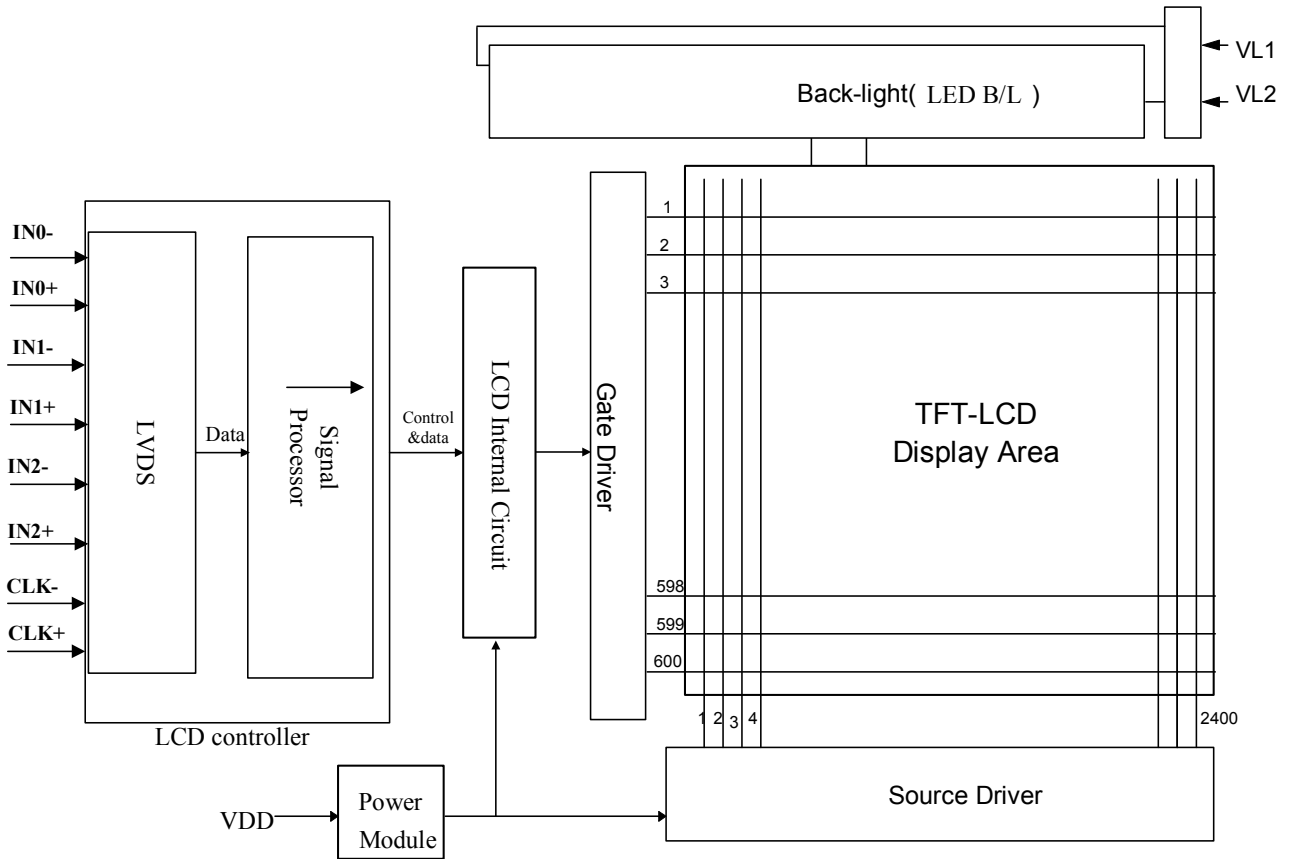 VL1
Back-light( LED B/L )
VL2
1
2
3
IN0-
IN0+
IN1-
IN1+
IN2-
IN2+
CLK-
CLK+
LVDS
Data
Signal
Processor
Control
&data
LCD Internal Circuit
Gate Driver
TFT-LCD
Display Area
598
599
600
1 2 3 4
2400
LCD controller
VDD
Power
Module
Source Driver